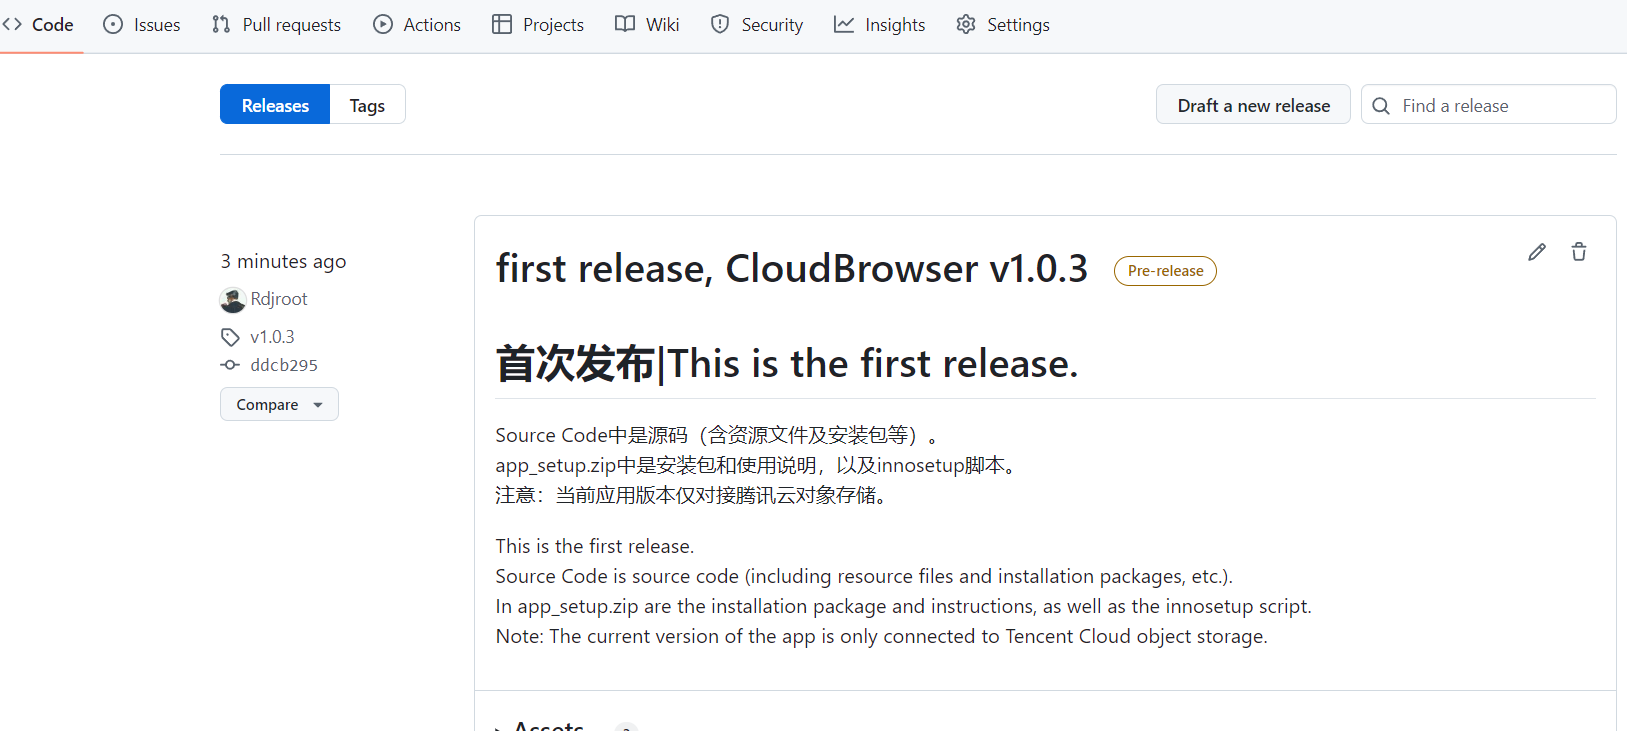 Code Issues Pull requests Actions Projects Wiki Security Insights Settings
Releases Tags Draft a new release Find a release
3 minutes ago
Rdjroot
v1.0.3
ddcb295
Compare
first release, CloudBrowser v1.0.3 Pre-release
首次发布|This is the first release.
Source Code中是源码（含资源文件及安装包等）。
app_setup.zip中是安装包和使用说明，以及innosetup脚本。
注意：当前应用版本仅对接腾讯云对象存储。
This is the first release.
Source Code is source code (including resource files and installation packages, etc.).
In app_setup.zip are the installation package and instructions, as well as the innosetup script.
Note: The current version of the app is only connected to Tencent Cloud object storage.
Assets